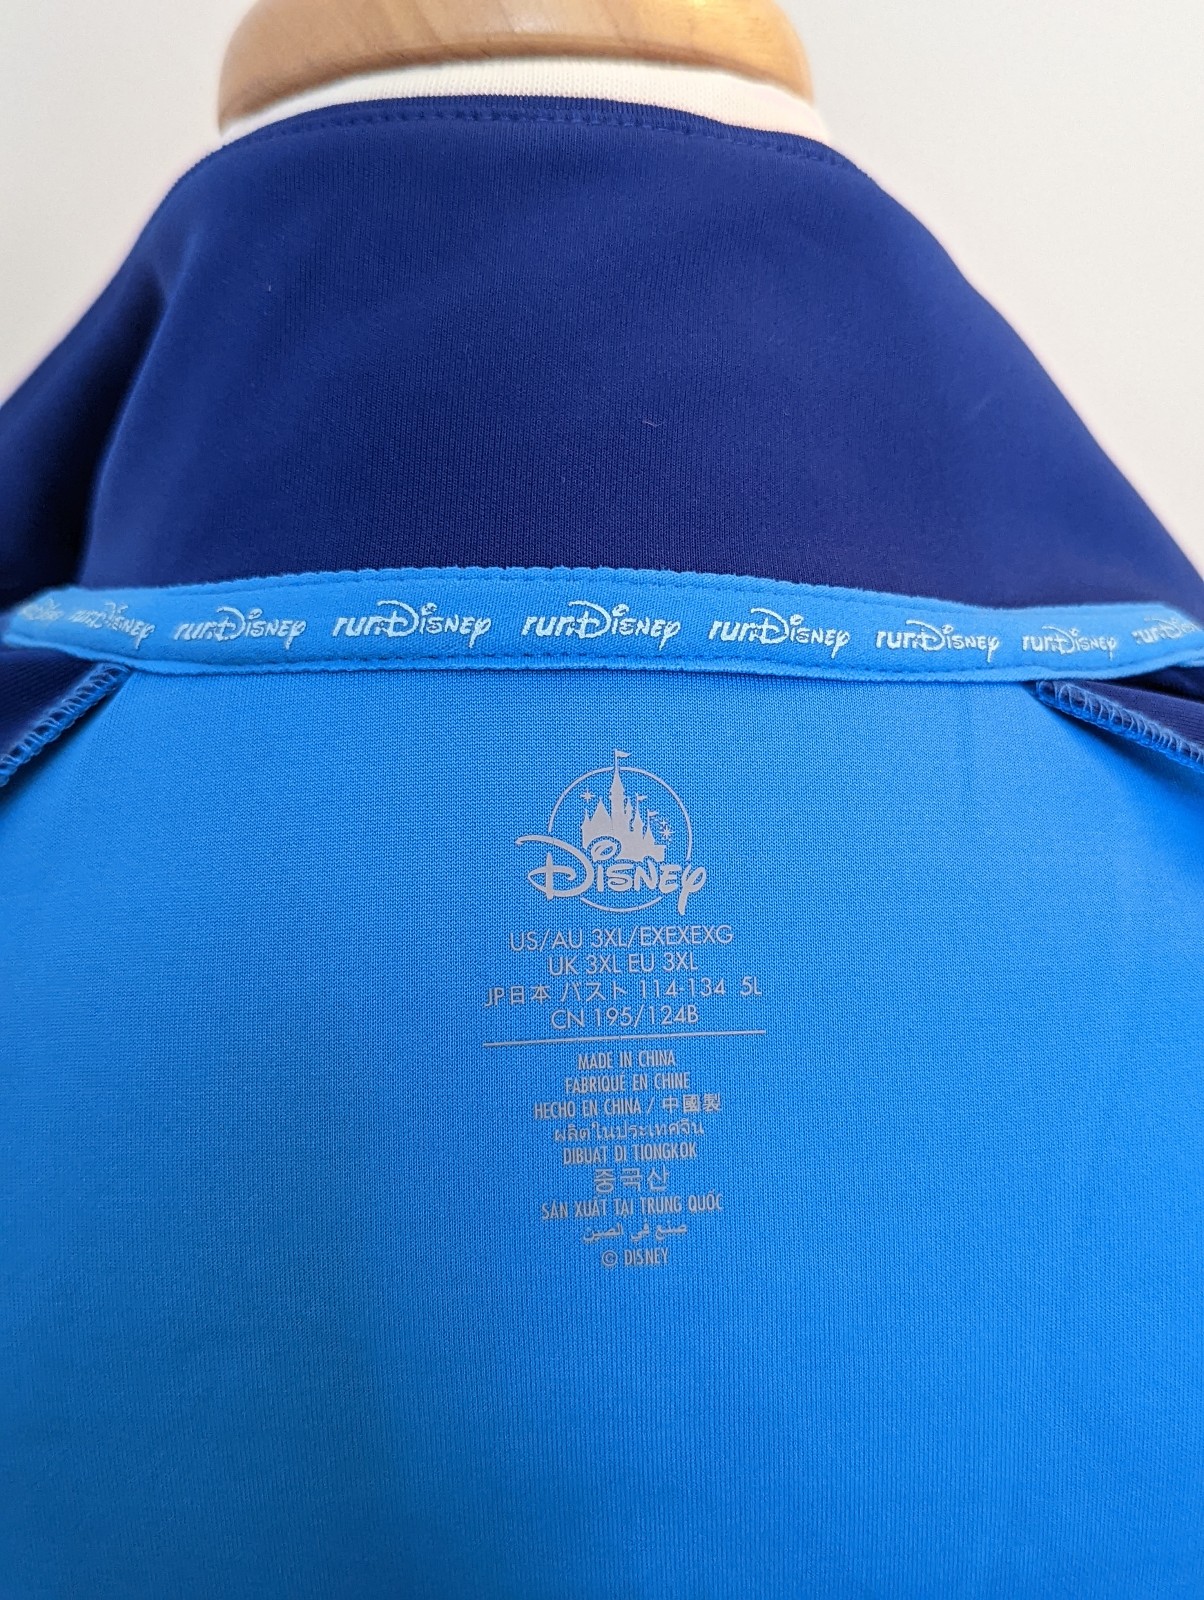 runDisney runDisney runDisney runDisney runDisney runDisney runDisney runDisney
Disney
US/AU 3XL/EXEXEXG
UK 3XL EU 3XL
JP日本 バスト 114-134 5L
CN 195/124B
MADE IN CHINA
FABRIQUÉ EN CHINE
HECHO EN CHINA / 中國製
ผลิตในประเทศจีน
DIBUAT DI TIONGKOK
중국산
SẢN XUẤT TẠI TRUNG QUỐC
صنع في الصين
© DISNEY